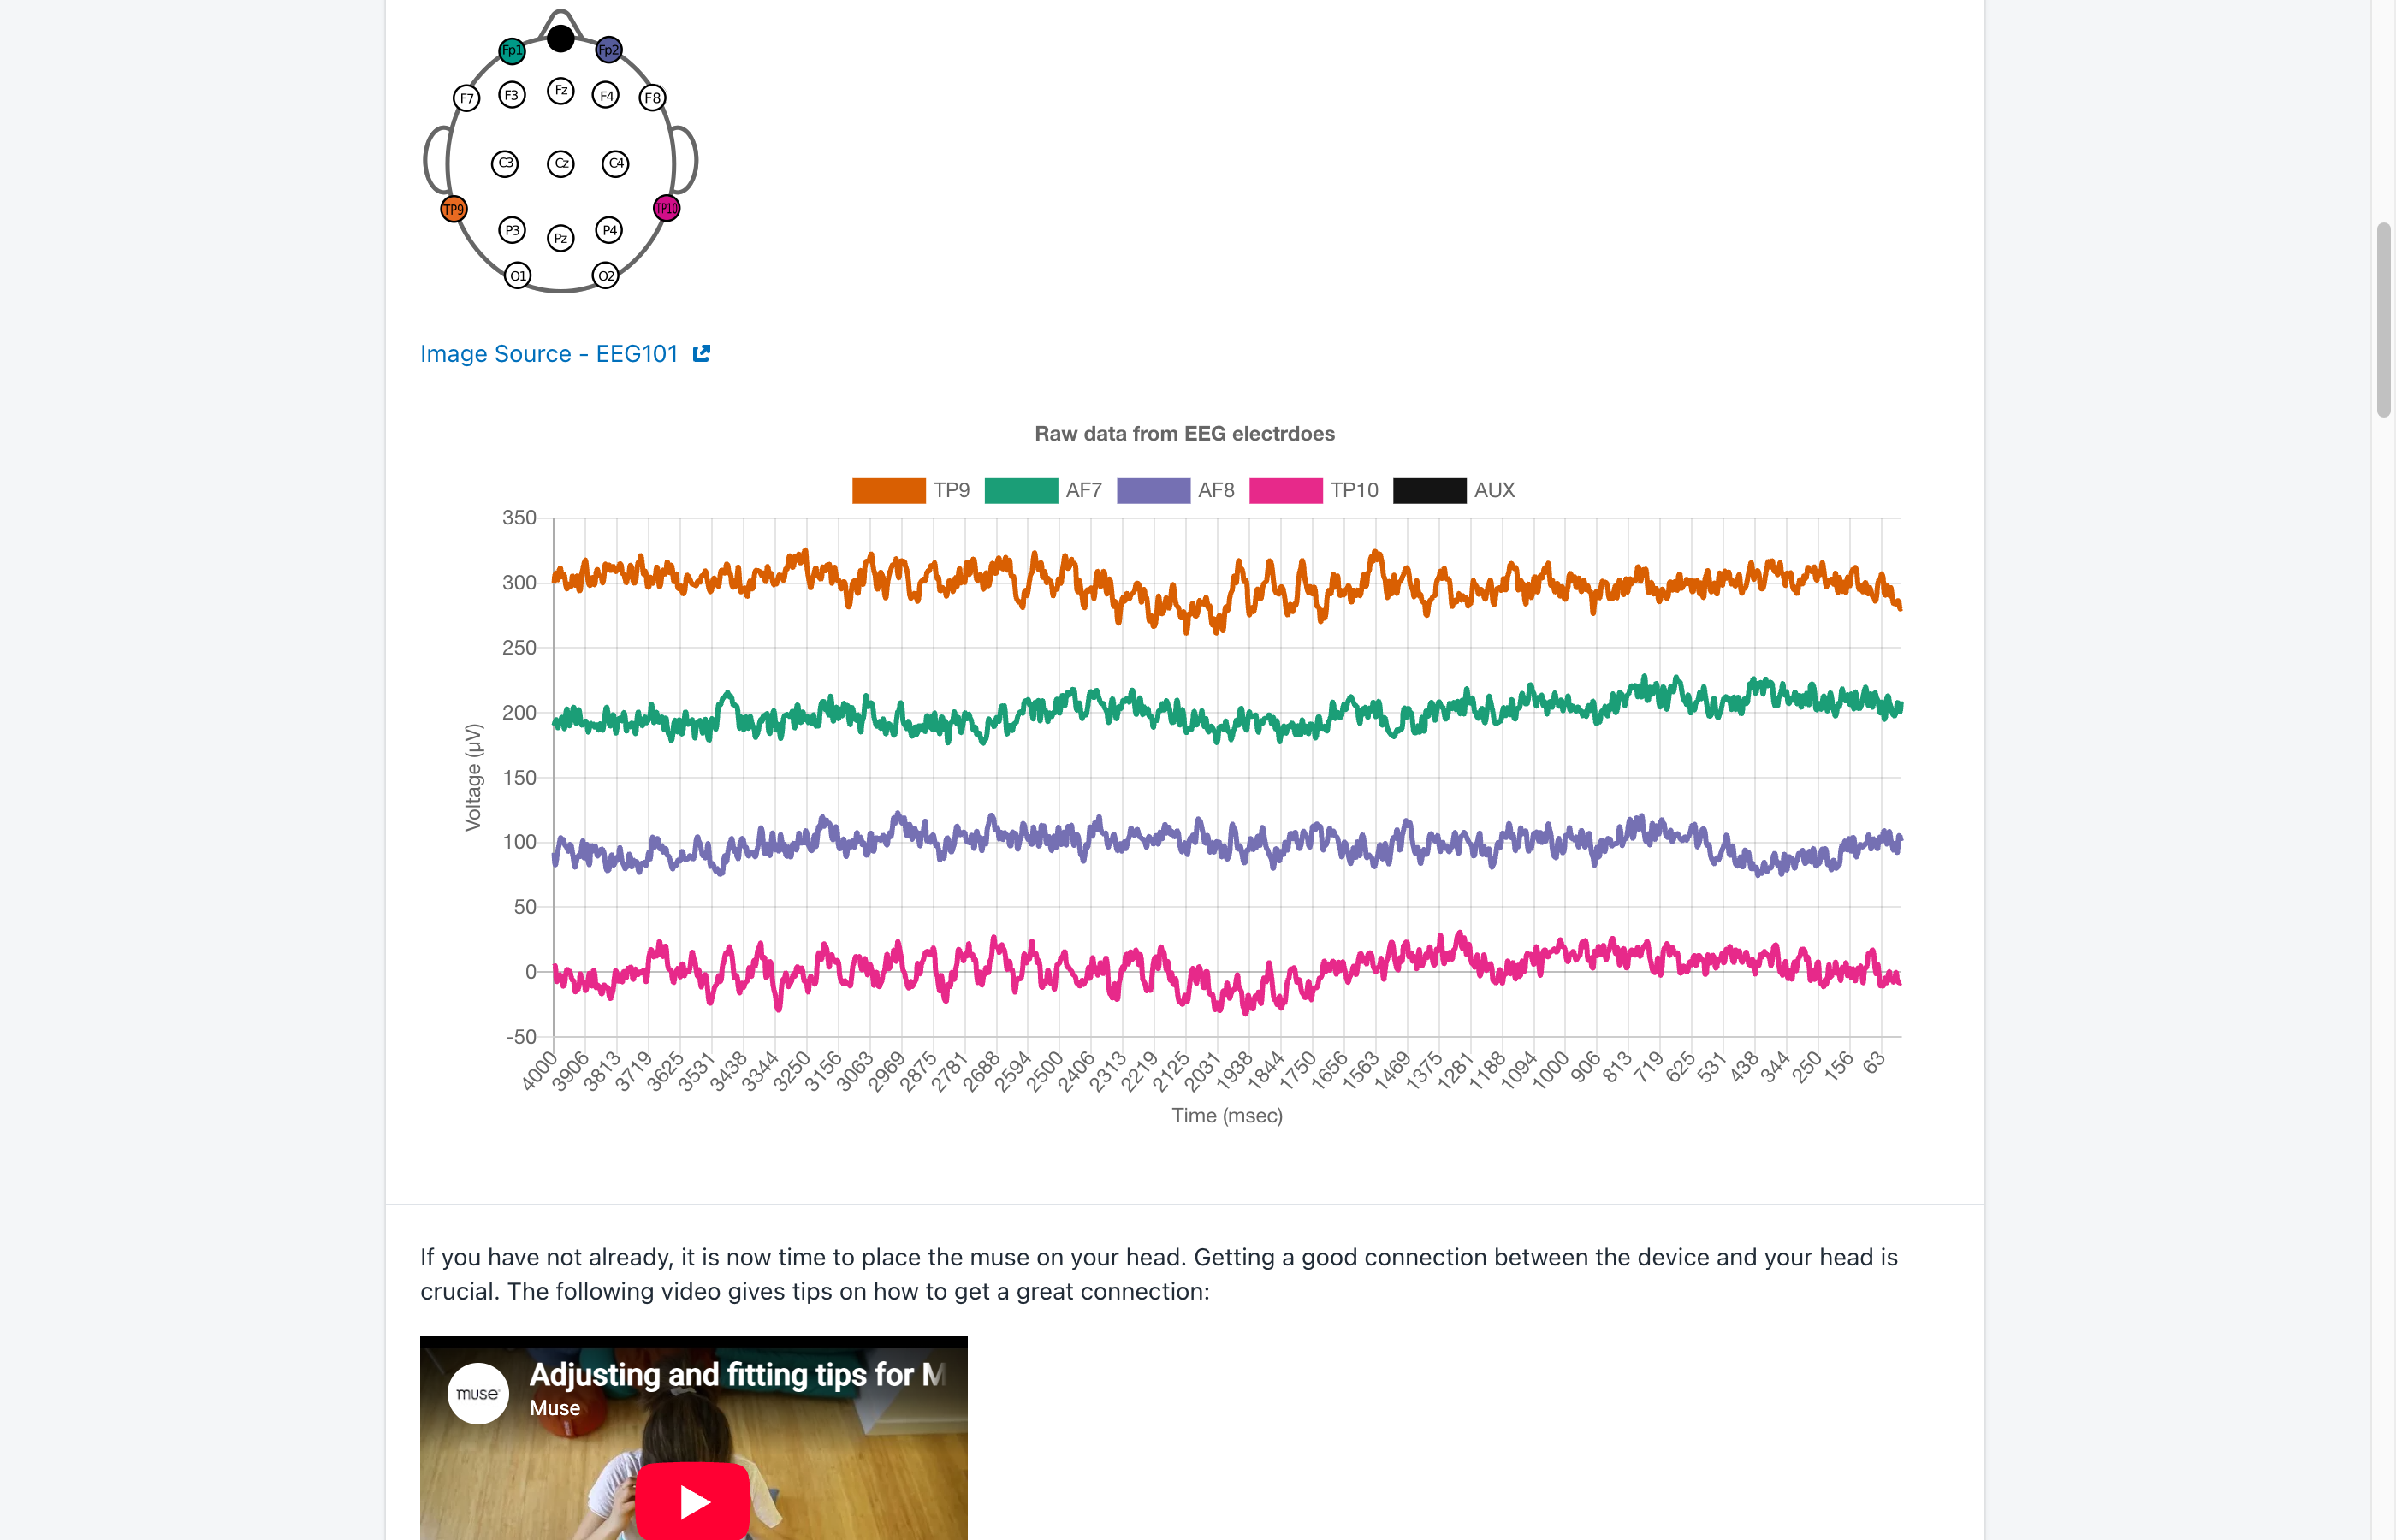 Fp1 Fp2
F7 F3 Fz F4 F8
C3 Cz C4
TP9 TP10
P3 Pz P4
O1 O2
Image Source - EEG101
Raw data from EEG electrdoes
TP9 AF7 AF8 TP10 AUX
350
300
250
200
150
100
50
0
-50
Voltage (μV)
4000 3906 3813 3719 3625 3531 3438 3344 3250 3156 3063 2969 2875 2781 2688 2594 2500 2406 2313 2219 2125 2031 1938 1844 1750 1656 1563 1469 1375 1281 1188 1094 1000 906 813 719 625 531 438 344 250 156 63
Time (msec)
If you have not already, it is now time to place the muse on your head. Getting a good connection between the device and your head is
crucial. The following video gives tips on how to get a great connection:
muse
Adjusting and fitting tips for M
Muse